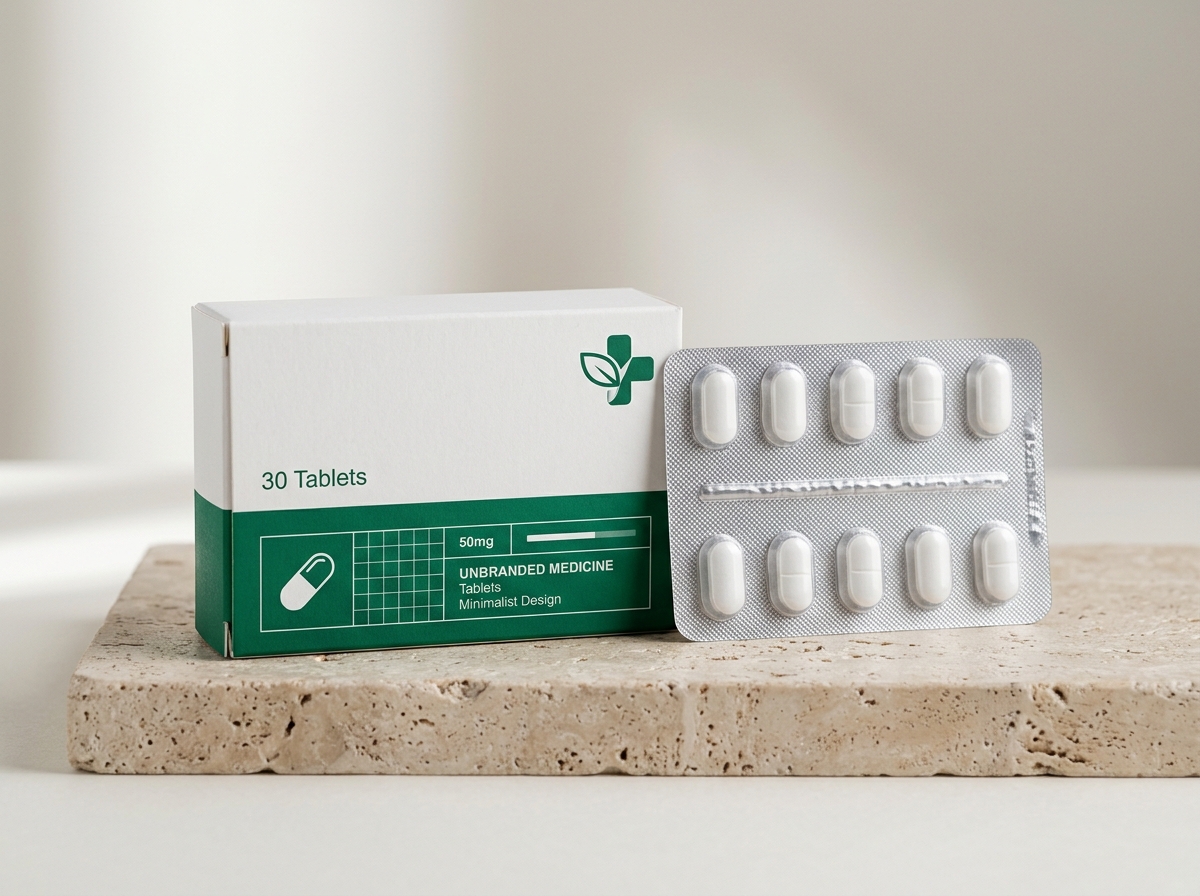 30 Tablets
50mg
UNBRANDED MEDICINE
Tablets
Minimalist Design